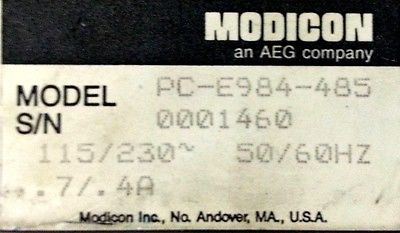 MODICON
an AEG company
MODEL PC-E984-485
S/N 0001460
115/230~ 50/60HZ
.7/.4A
Modicon Inc., No. Andover, MA., U.S.A.